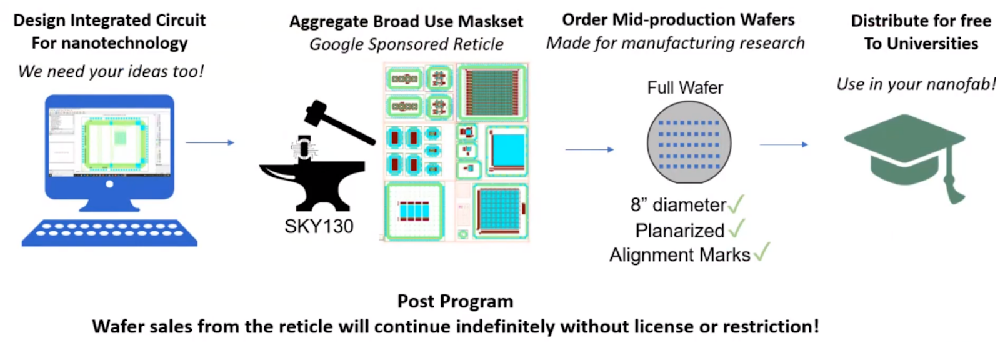 Design Integrated Circuit
For nanotechnology
We need your ideas too!
Aggregate Broad Use Maskset
Google Sponsored Reticle
SKY130
Order Mid-production Wafers
Made for manufacturing research
Full Wafer
8” diameter✓
Planarized✓
Alignment Marks✓
Distribute for free
To Universities
Use in your nanofab!
Post Program
Wafer sales from the reticle will continue indefinitely without license or restriction!